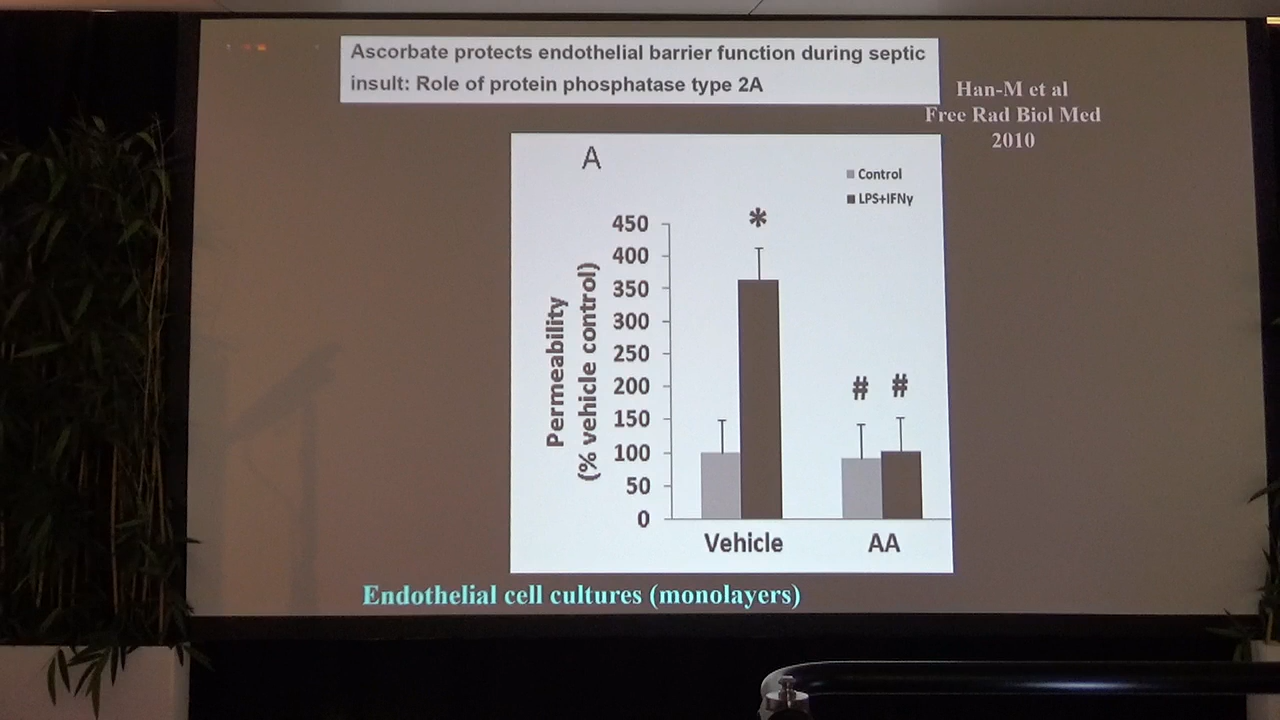 Ascorbate protects endothelial barrier function during septic
insult: Role of protein phosphatase type 2A
Han-M et al
Free Rad Biol Med
2010
A
Control
LPS+IFNγ
450
400
350
300
250
200
150
100
50
0
Permeability
(% vehicle control)
*
# #
Vehicle AA
Endothelial cell cultures (monolayers)